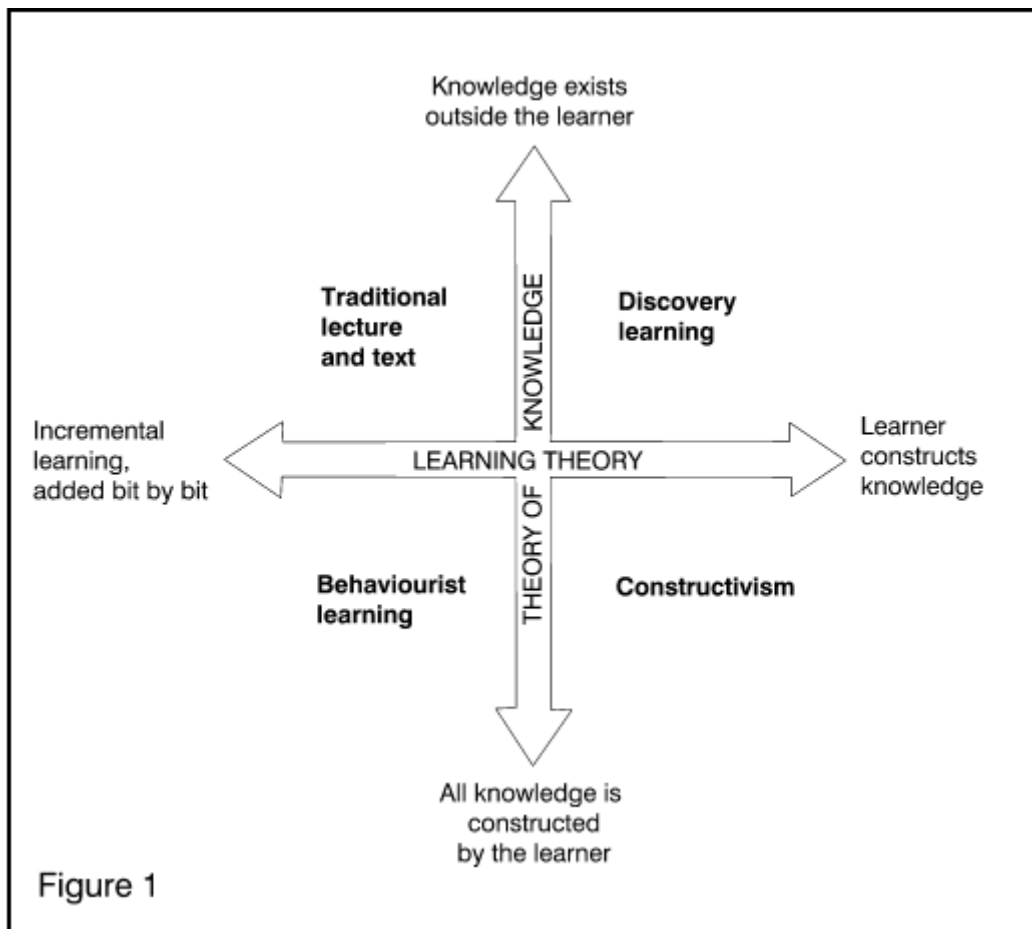 Knowledge exists
outside the learner
Traditional
lecture
and text
Discovery
learning
THEORY OF KNOWLEDGE
Incremental
learning,
added bit by bit
LEARNING THEORY
Learner
constructs
knowledge
Behaviourist
learning
Constructivism
All knowledge is
constructed
by the learner
Figure 1